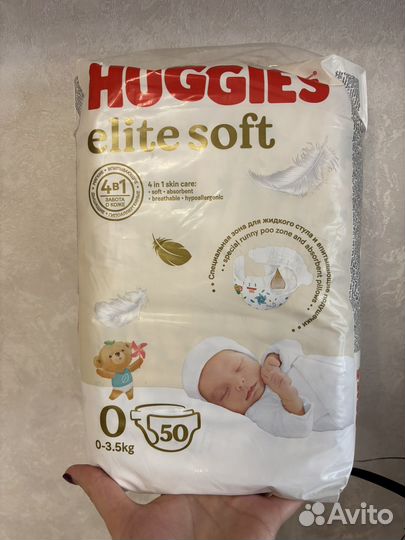 HUGGIES
elite soft
4в1
ЗАБОТА
О КОЖЕ
4 in 1 skin care:
• soft • absorbent
• breathable • hypoallergenic
Специальная зона для жидкого стула и впитывающие подушечки
• special runny poo zone and absorbent pillows
0
50
0-3.5kg
Avito